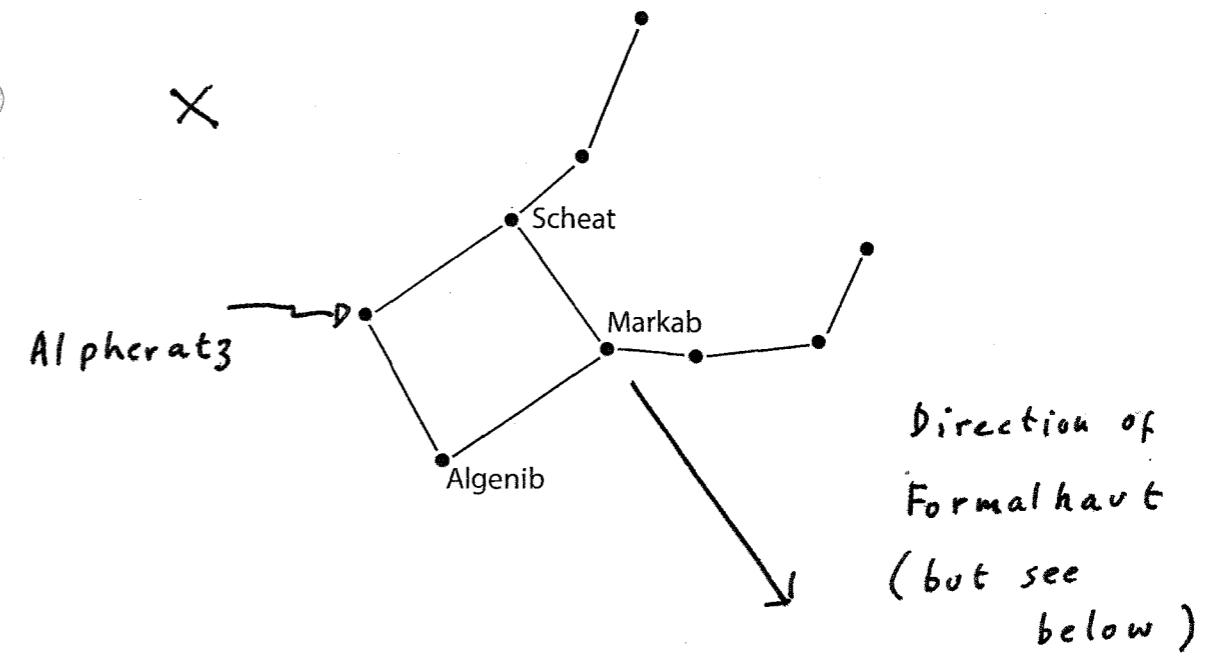 X
Scheat
Markab
Alpheratz
Algenib
Direction of
Formalhaut
(but see
below)